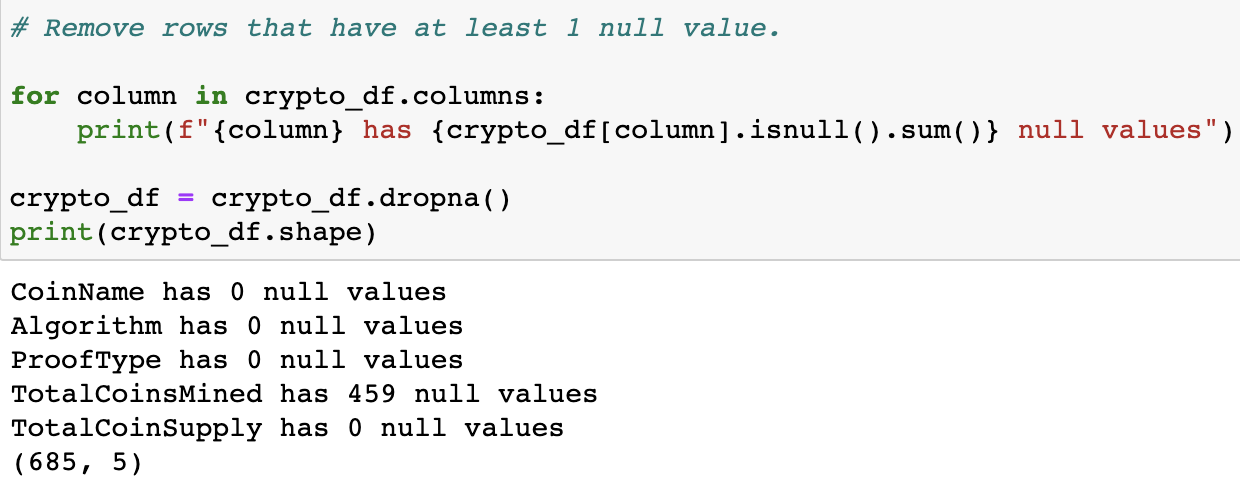 # Remove rows that have at least 1 null value.
for column in crypto_df.columns:
    print(f"{column} has {crypto_df[column].isnull().sum()} null values")
crypto_df = crypto_df.dropna()
print(crypto_df.shape)
CoinName has 0 null values
Algorithm has 0 null values
ProofType has 0 null values
TotalCoinsMined has 459 null values
TotalCoinSupply has 0 null values
(685, 5)